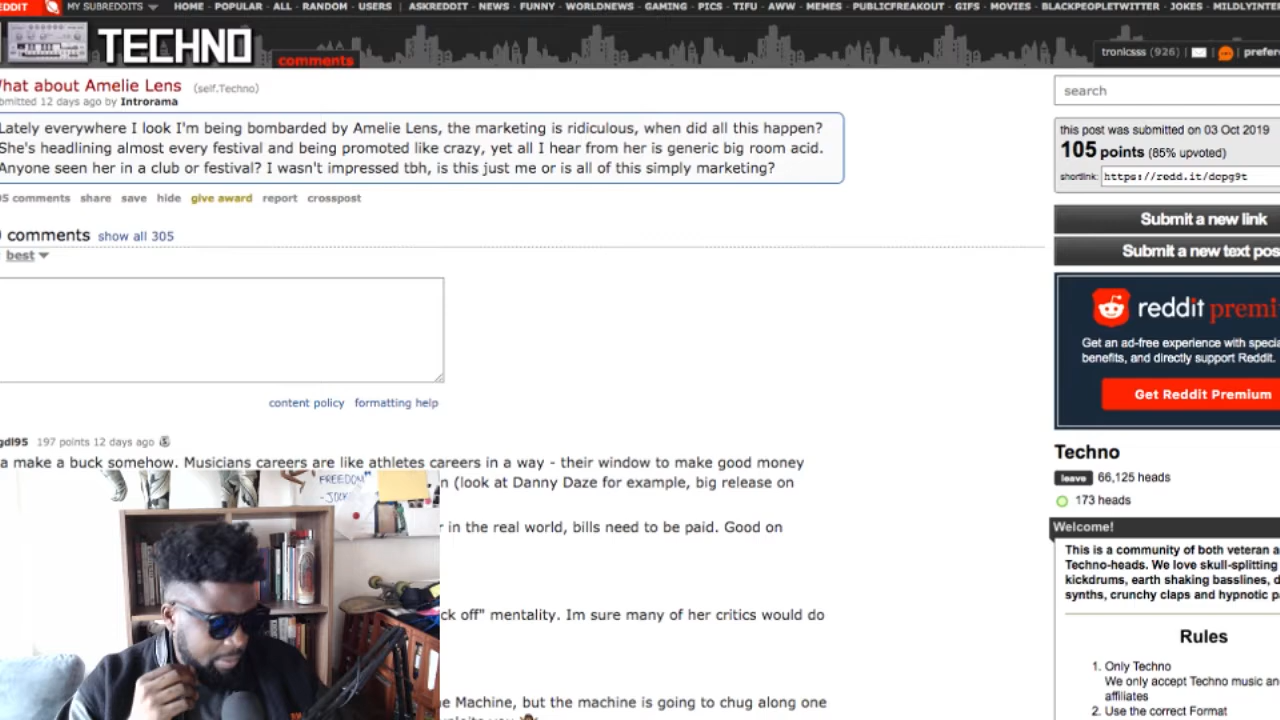 MY SUBREDDITS HOME - POPULAR - ALL - RANDOM - USERS | ASKREDDIT - NEWS - FUNNY - WORLDNEWS - GAMING - PICS - TIFU - AWW - MEMES - PUBLICFREAKOUT - GIFS - MOVIES - BLACKPEOPLETWITTER - JOKES -
TECHNO
comments
tronicsss (926) | | |
What about Amelie Lens (self.Techno)
submitted 12 days ago by Introrama
Lately everywhere I look I'm being bombarded by Amelie Lens, the marketing is ridiculous, when did all this happen?
She's headlining almost every festival and being promoted like crazy, yet all I hear from her is generic big room acid.
Anyone seen her in a club or festival? I wasn't impressed tbh, is this just me or is all of this simply marketing?
comments share save hide give award report crosspost
comments show all 305
best
content policy formatting help
197 points 12 days ago
a make a buck somehow. Musicians careers are like athletes careers in a way - their window to make good money
(look at Danny Daze for example, big release on
in the real world, bills need to be paid. Good on
off" mentality. Im sure many of her critics would do
Machine, but the machine is going to chug along one
FREEDOM"
search
this post was submitted on 03 Oct 2019
105 points (85% upvoted)
shortlink: https://redd.it/dcpg9t
Submit a new link
Submit a new text
reddit
Get an ad-free experience with
benefits, and directly support Reddit.
Get Reddit Premium
Techno
leave 66,125 heads
173 heads
Welcome!
This is a community of both veteran
Techno-heads. We love skull-splitting
kickdrums, earth shaking basslines,
synths, crunchy claps and hypnotic
Rules
1. Only Techno
We only accept Techno music
affiliates
2. Use the correct Format